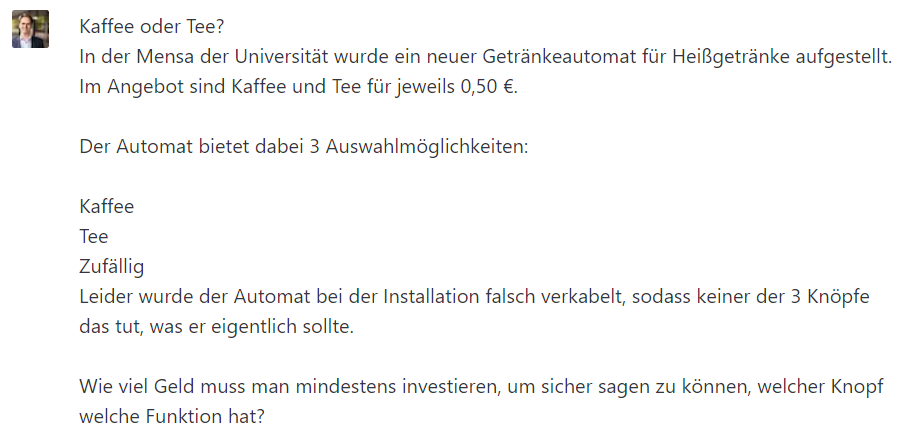 Kaffee oder Tee?
In der Mensa der Universität wurde ein neuer Getränkeautomat für Heißgetränke aufgestellt.
Im Angebot sind Kaffee und Tee für jeweils 0,50 €.
Der Automat bietet dabei 3 Auswahlmöglichkeiten:
Kaffee
Tee
Zufällig
Leider wurde der Automat bei der Installation falsch verkabelt, sodass keiner der 3 Knöpfe
das tut, was er eigentlich sollte.
Wie viel Geld muss man mindestens investieren, um sicher sagen zu können, welcher Knopf
welche Funktion hat?